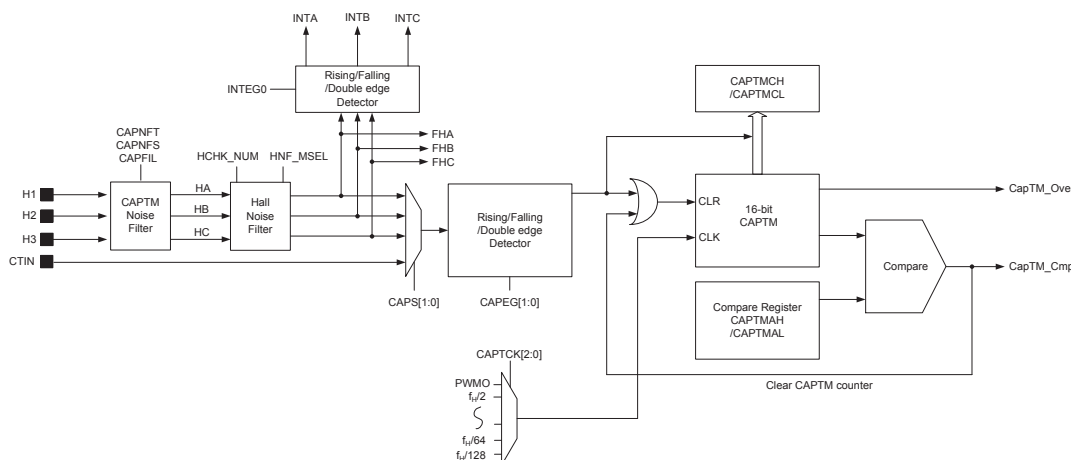 INTA
INTB
INTC
Rising/Falling
/Double edge
Detector
INTEG0
CAPTMCH
/CAPTMCL
CAPNFT
CAPNFS
CAPFIL
HCHK_NUM
HNF_MSEL
FHA
FHB
FHC
H1
H2
H3
CTIN
CAPTM
Noise
Filter
HA
HB
HC
Hall
Noise
Filter
Rising/Falling
/Double edge
Detector
CLR
CLK
16-bit
CAPTM
CapTM_Over
Compare
CapTM_Cmp
CAPS[1:0]
CAPEG[1:0]
Compare Register
CAPTMAH
/CAPTMAL
CAPTCK[2:0]
Clear CAPTM counter
PWMO
fH/2
fH/64
fH/128